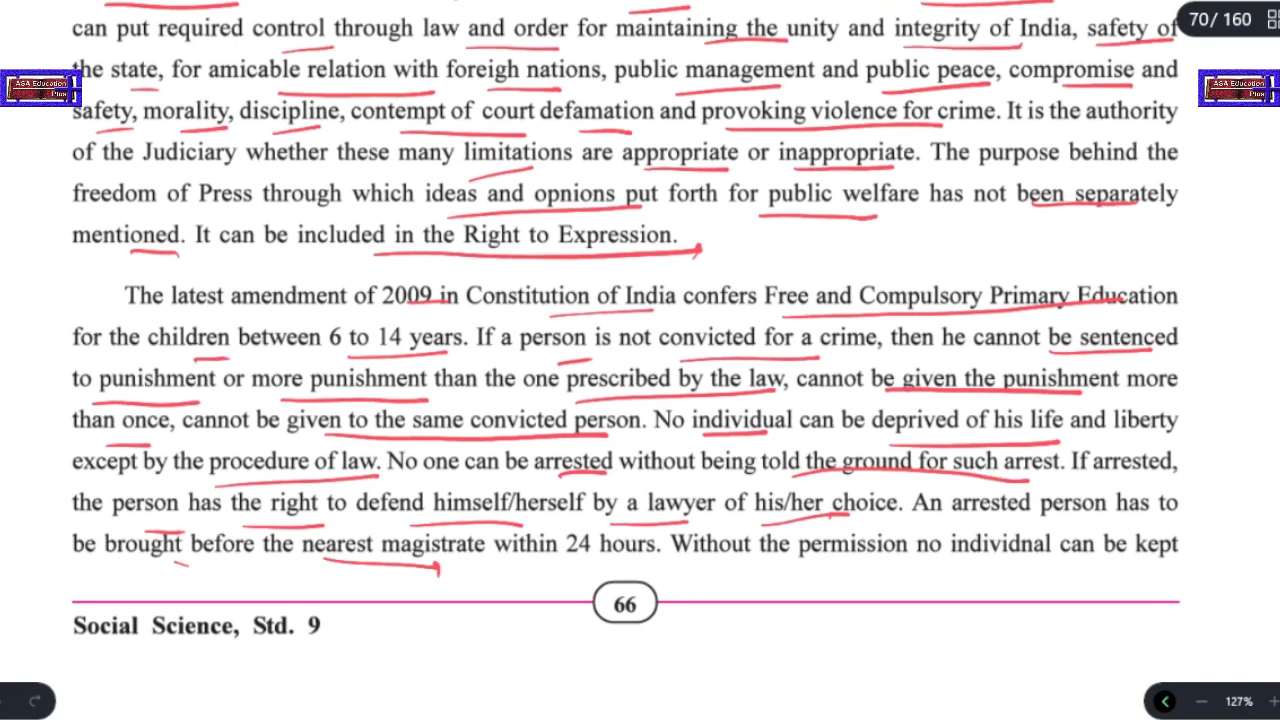 can put required control through law and order for maintaining the unity and integrity of India, safety of
the state, for amicable relation with foreign nations, public management and public peace, compromise and
safety, morality, discipline, contempt of court defamation and provoking violence for crime. It is the authority
of the Judiciary whether these many limitations are appropriate or inappropriate. The purpose behind the
freedom of Press through which ideas and opnions put forth for public welfare has not been separately
mentioned. It can be included in the Right to Expression.
The latest amendment of 2009 in Constitution of India confers Free and Compulsory Primary Education
for the children between 6 to 14 years. If a person is not convicted for a crime, then he cannot be sentenced
to punishment or more punishment than the one prescribed by the law, cannot be given the punishment more
than once, cannot be given to the same convicted person. No individual can be deprived of his life and liberty
except by the procedure of law. No one can be arrested without being told the ground for such arrest. If arrested,
the person has the right to defend himself/herself by a lawyer of his/her choice. An arrested person has to
be brought before the nearest magistrate within 24 hours. Without the permission no individnal can be kept
66
Social Science, Std. 9
70/ 160
ASA Education
Plus
ASA Education
Plus
127%